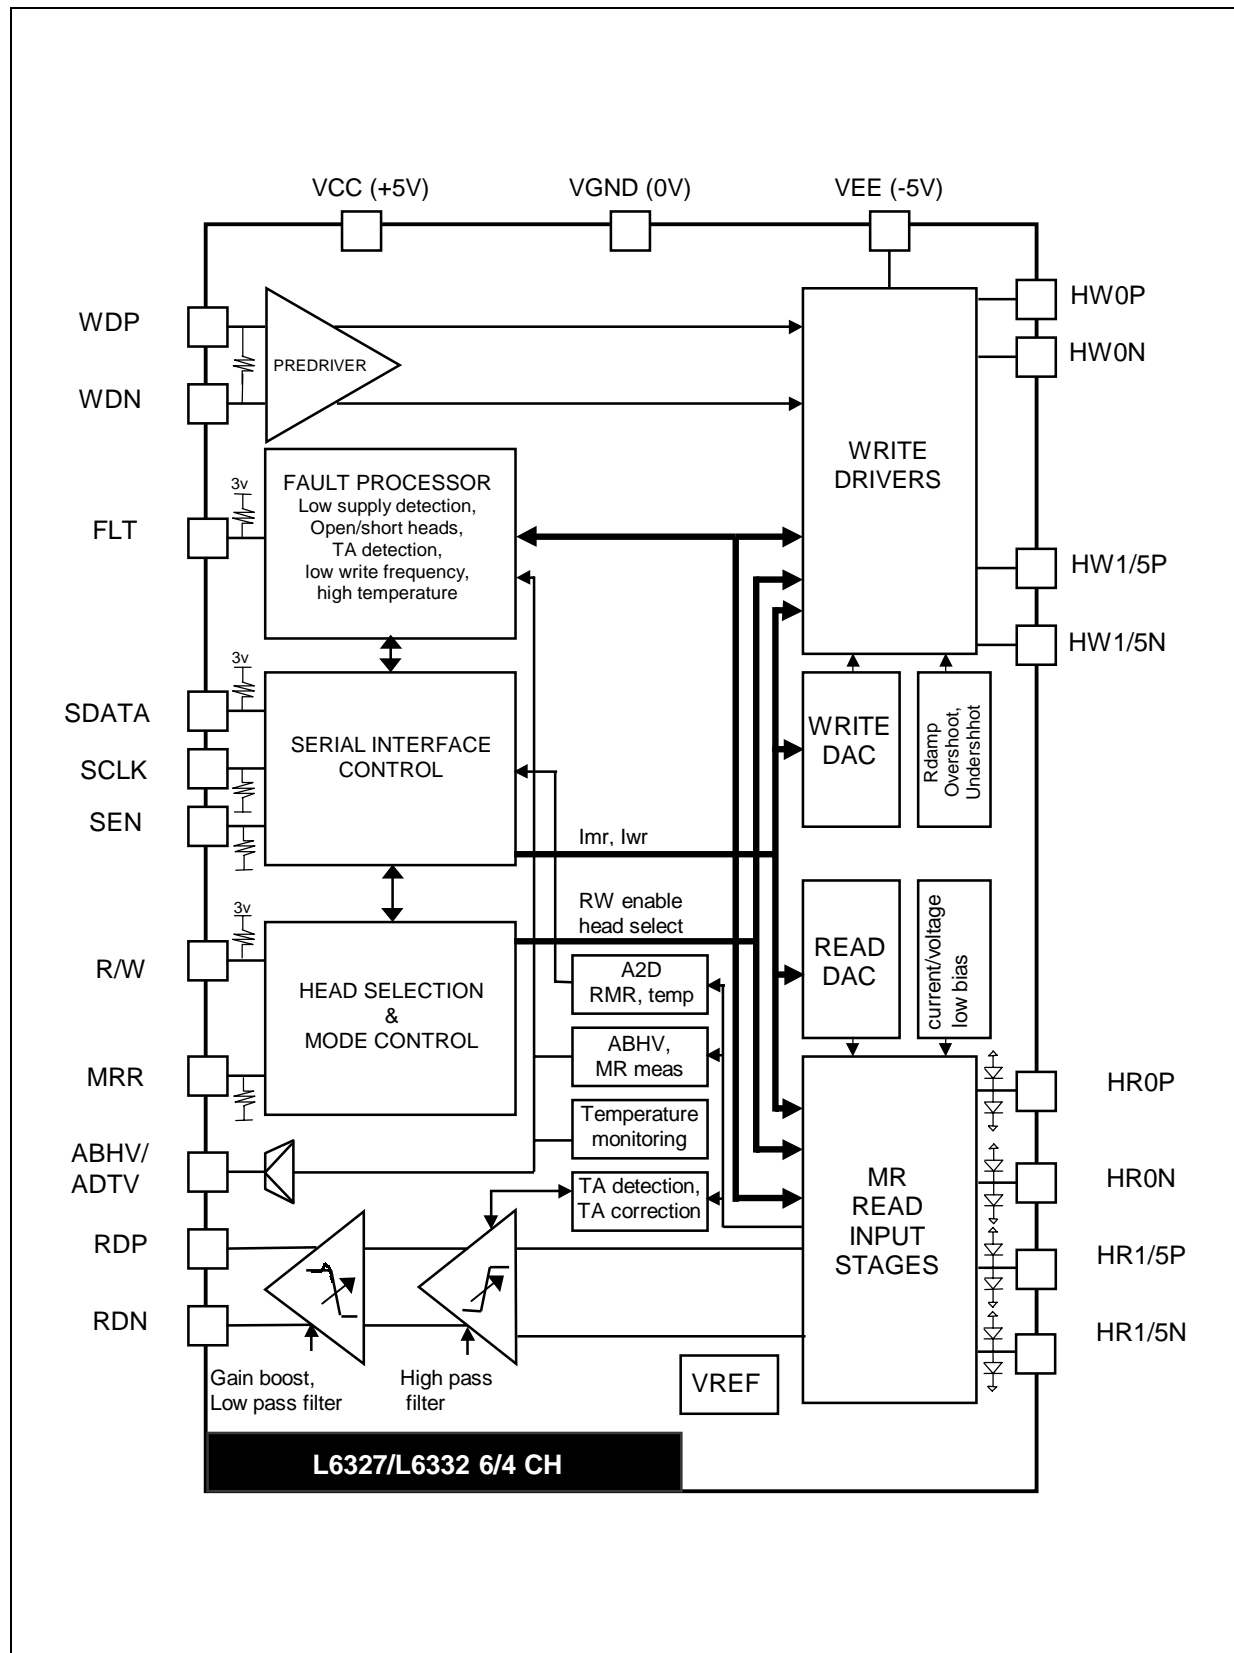 VCC (+5V)
VGND (0V)
VEE (-5V)
WDP
WDN
PREDRIVER
HW0P
HW0N
WRITE
DRIVERS
FLT
3v
FAULT PROCESSOR
Low supply detection,
Open/short heads,
TA detection,
low write frequency,
high temperature
HW1/5P
HW1/5N
SDATA
SCLK
SEN
3v
SERIAL INTERFACE
CONTROL
WRITE
DAC
Rdamp
Overshoot,
Undershhot
Imr, Iwr
RW enable
head select
R/W
MRR
3v
HEAD SELECTION
&
MODE CONTROL
A2D
RMR, temp
ABHV,
MR meas
Temperature
monitoring
TA detection,
TA correction
READ
DAC
current/voltage
low bias
MR
READ
INPUT
STAGES
HR0P
HR0N
HR1/5P
HR1/5N
ABHV/
ADTV
RDP
RDN
Gain boost,
Low pass filter
High pass
filter
VREF
L6327/L6332 6/4 CH